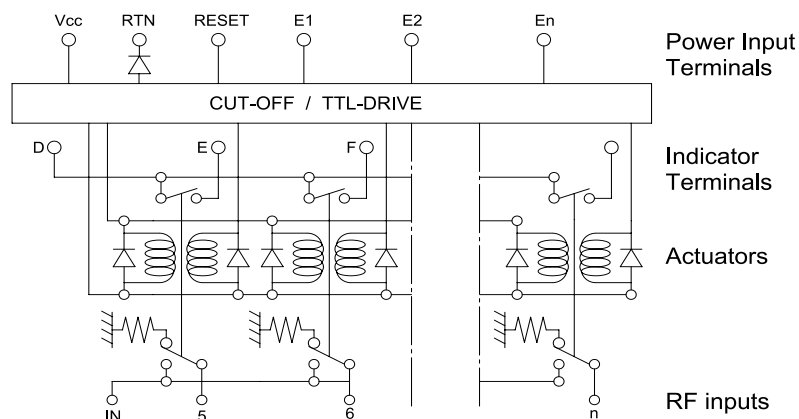 Vcc RTN RESET E1 E2 En
Power Input
Terminals
CUT-OFF / TTL-DRIVE
D E F
Indicator
Terminals
Actuators
IN 5 6 n
RF inputs